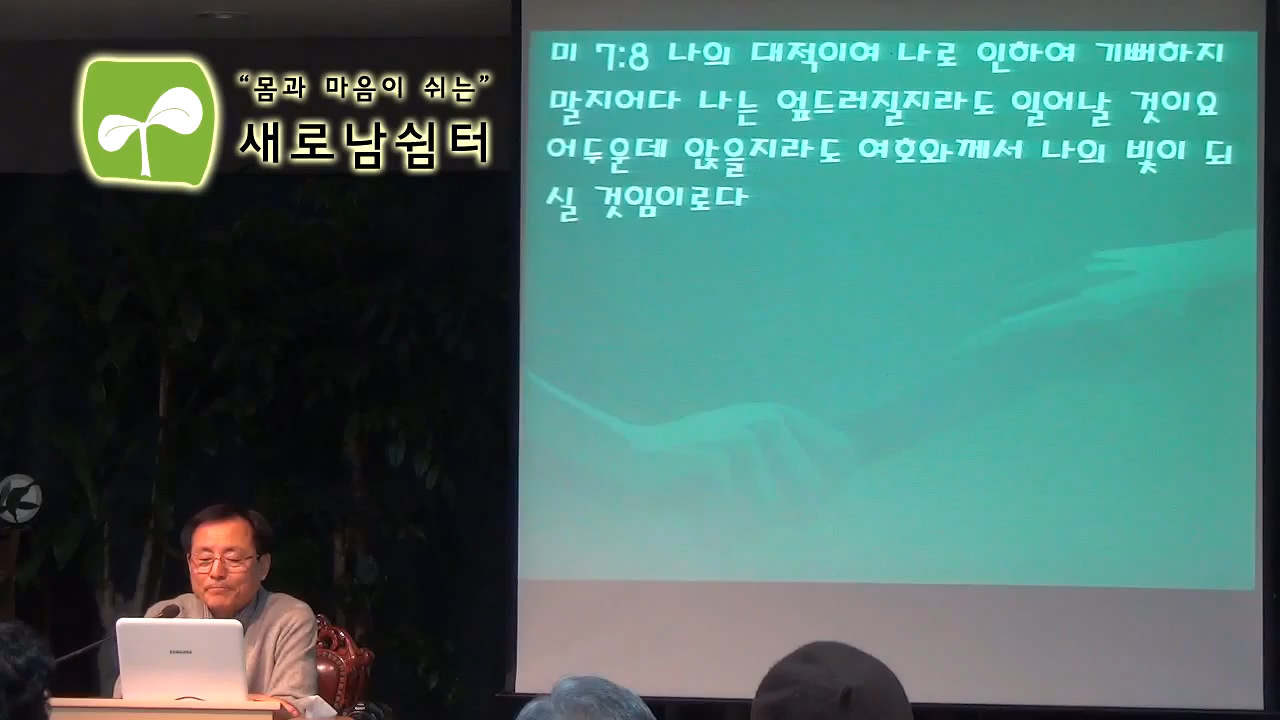 “몸과 마음이 쉬는”
새로남쉼터
미 7:8 나의 대적이여 나로 인하여 기뻐하지
말지어다 나는 엎드러질지라도 일어날 것이요
어두운데 앉을지라도 여호와께서 나의 빛이 되
실 것임이로다
SAMSUNG